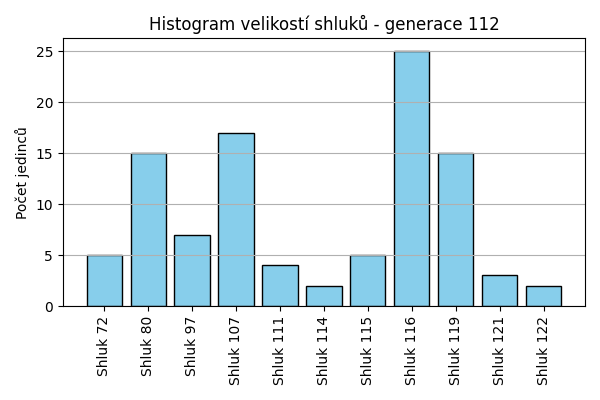 Histogram velikostí shluků - generace 112
Počet jedinců
25
20
15
10
5
0
Shluk 72
Shluk 80
Shluk 97
Shluk 107
Shluk 111
Shluk 114
Shluk 115
Shluk 116
Shluk 119
Shluk 121
Shluk 122